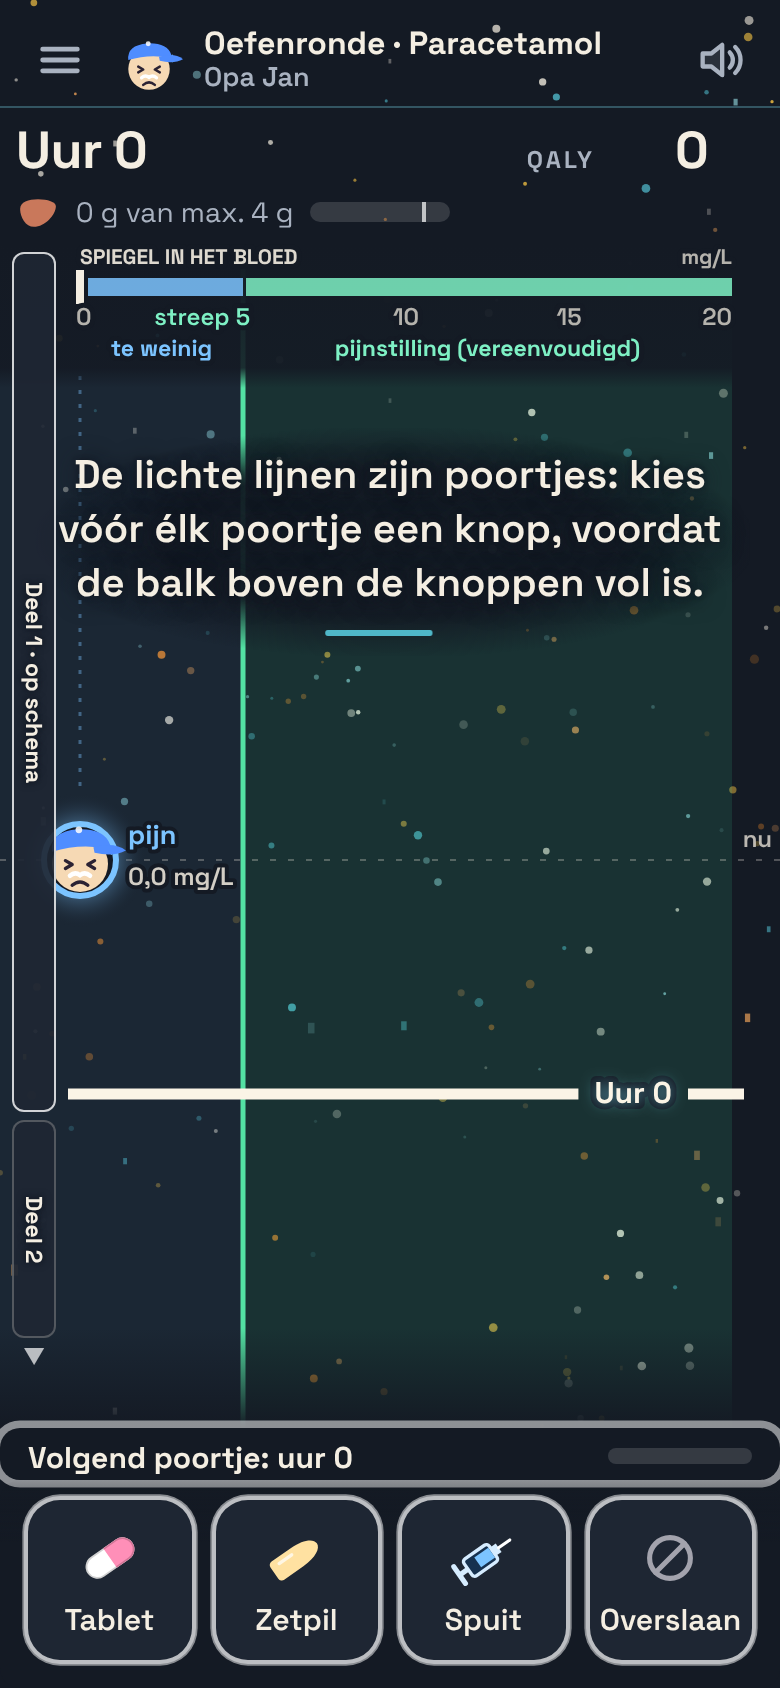 Oefenronde · Paracetamol
Opa Jan
Uur 0
QALY 0
0 g van max. 4 g
SPIEGEL IN HET BLOED mg/L
0 streep 5 10 15 20
te weinig pijnstilling (vereenvoudigd)
De lichte lijnen zijn poortjes: kies
vóór élk poortje een knop, voordat
de balk boven de knoppen vol is.
Deel 1 · op schema
pijn
nu
0,0 mg/L
Uur 0
Deel 2
Volgend poortje: uur 0
Tablet Zetpil Spuit Overslaan